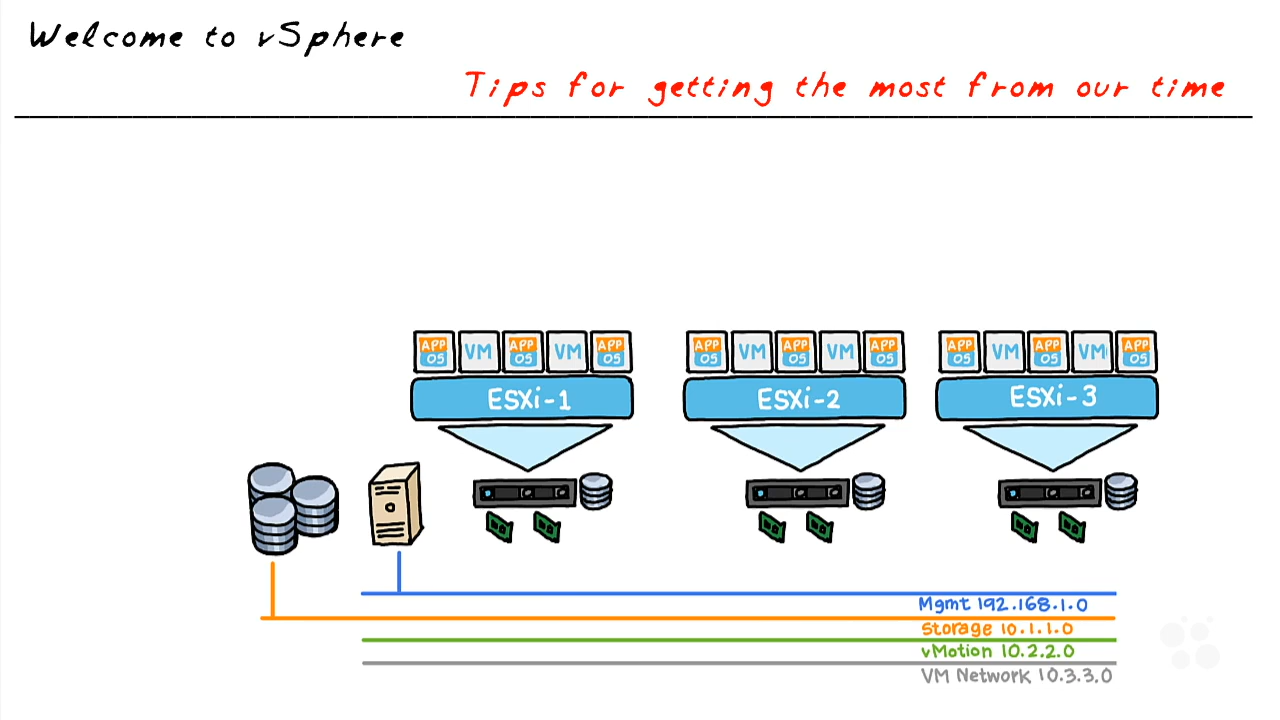 Welcome to vSphere
Tips for getting the most from our time
APP OS VM APP OS VM APP OS
APP OS VM APP OS VM APP OS
APP OS VM APP OS VM APP OS
ESXi-1
ESXi-2
ESXi-3
Mgmt 192.168.1.0
Storage 10.1.1.0
vMotion 10.2.2.0
VM Network 10.3.3.0